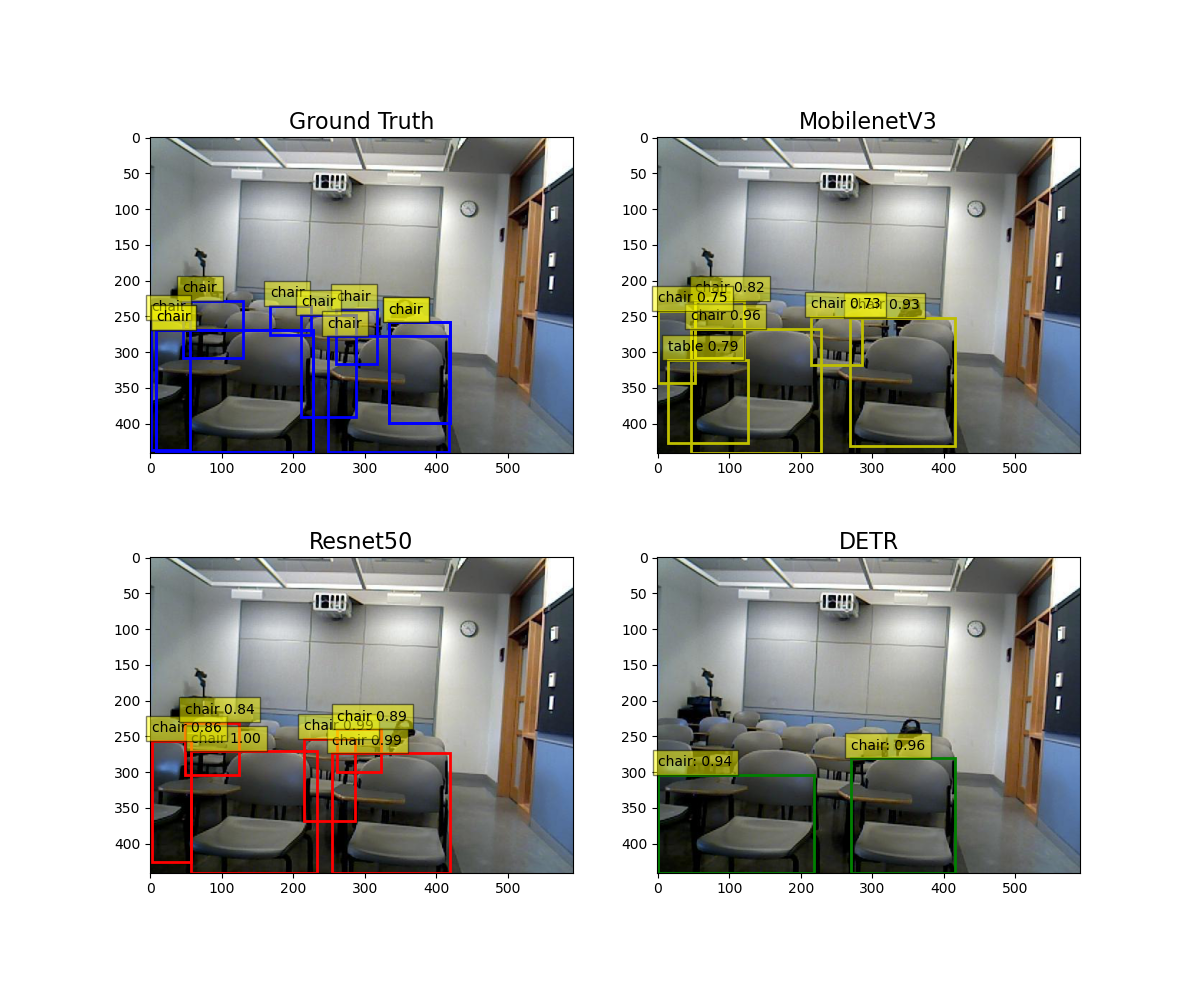 Ground Truth
0
50
100
150
200
250
300
350
400
0 100 200 300 400 500
chair
chair
chair
chair
chair
chair
chair
chair
MobilenetV3
0
50
100
150
200
250
300
350
400
0 100 200 300 400 500
chair 0.82
chair 0.75
chair 0.73
0.93
chair 0.96
table 0.79
Resnet50
0
50
100
150
200
250
300
350
400
0 100 200 300 400 500
chair 0.84
chair 0.89
chair 0.86
chair 0.99
chair 1.00
chair 0.99
DETR
0
50
100
150
200
250
300
350
400
0 100 200 300 400 500
chair: 0.96
chair: 0.94